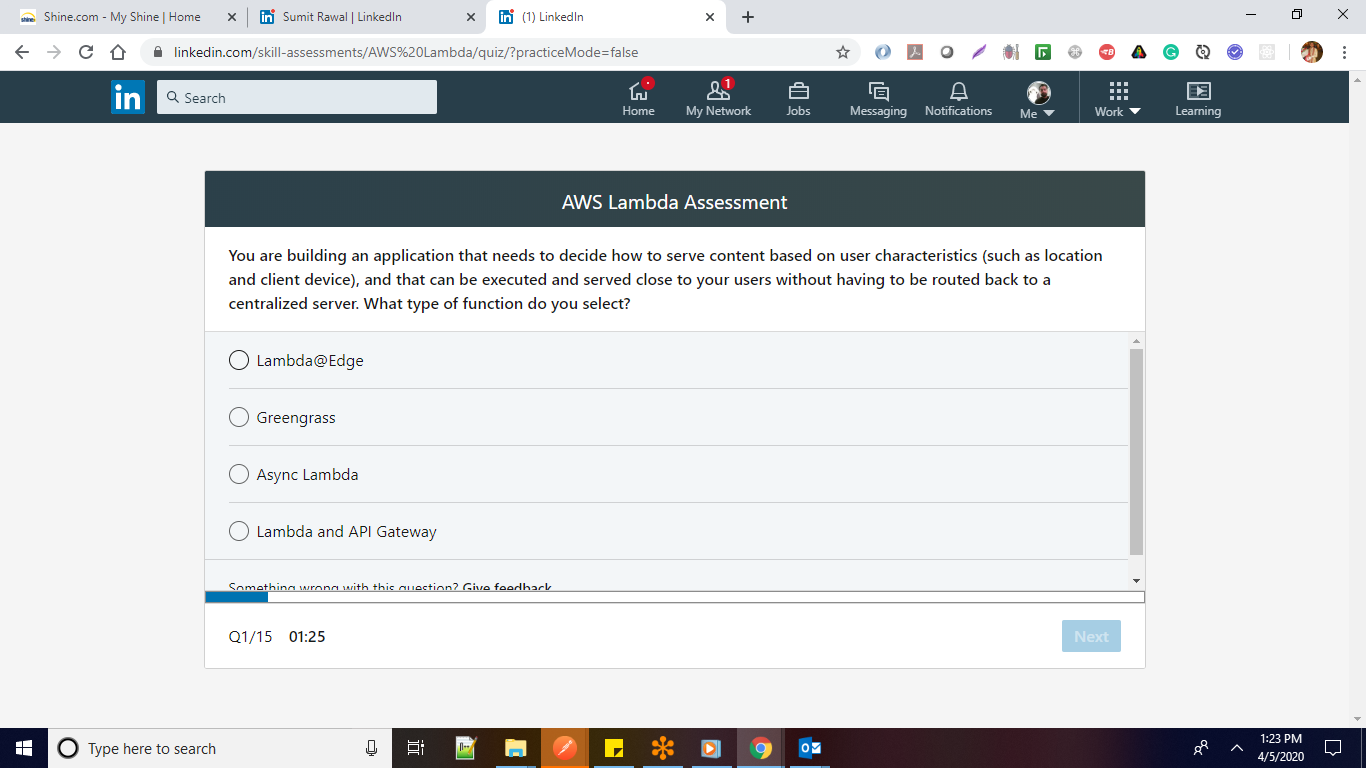 Shine.com - My Shine | Home
Sumit Rawal | LinkedIn
(1) LinkedIn
linkedin.com/skill-assessments/AWS%20Lambda/quiz/?practiceMode=false
in
Search
Home
1
My Network
Jobs
Messaging
Notifications
Me
Work
Learning
AWS Lambda Assessment
You are building an application that needs to decide how to serve content based on user characteristics (such as location
and client device), and that can be executed and served close to your users without having to be routed back to a
centralized server. What type of function do you select?
Lambda@Edge
Greengrass
Async Lambda
Lambda and API Gateway
Something wrong with this question? Give feedback
Q1/15 01:25
Next
Type here to search
1:23 PM
4/5/2020